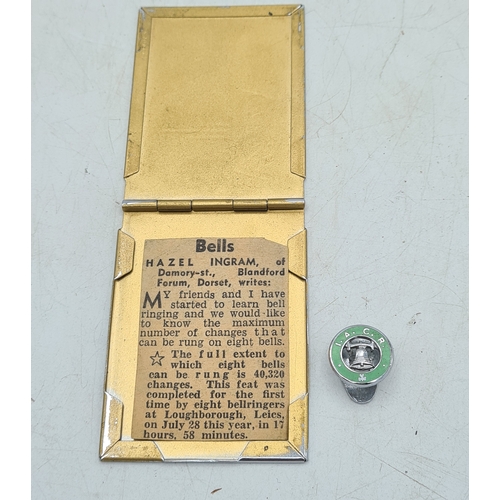 Bells
HAZEL INGRAM, of
Damory-st., Blandford
Forum, Dorset, writes:
MY friends and I have
started to learn bell
ringing and we would like
to know the maximum
number of changes that
can be rung on eight bells.
☆ The full extent to
which eight bells
can be rung is 40,320
changes. This feat was
completed for the first
time by eight bellringers
at Loughborough, Leics,
on July 28 this year, in 17
hours, 58 minutes.
I.A.C.R.